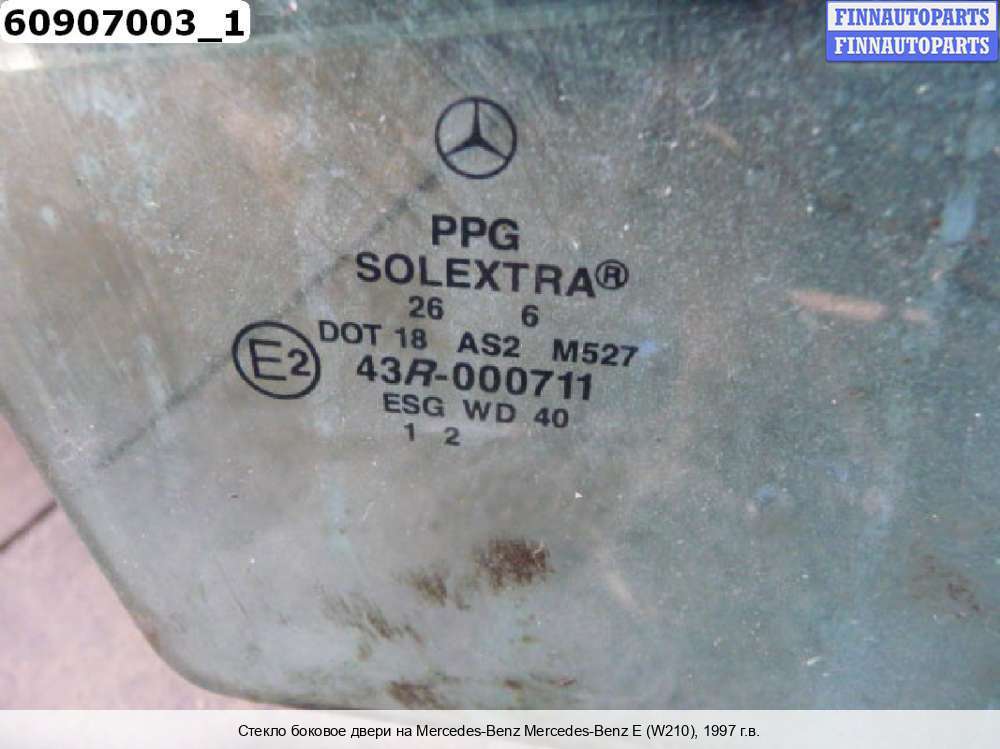 60907003_1
FINNAUTOPARTS
FINNAUTOPARTS
PPG
SOLEXTRA®
26 6
DOT 18 AS2 M527
E2
43R-000711
ESG WD 40
1 2
Стекло боковое двери на Mercedes-Benz Mercedes-Benz E (W210), 1997 г.в.